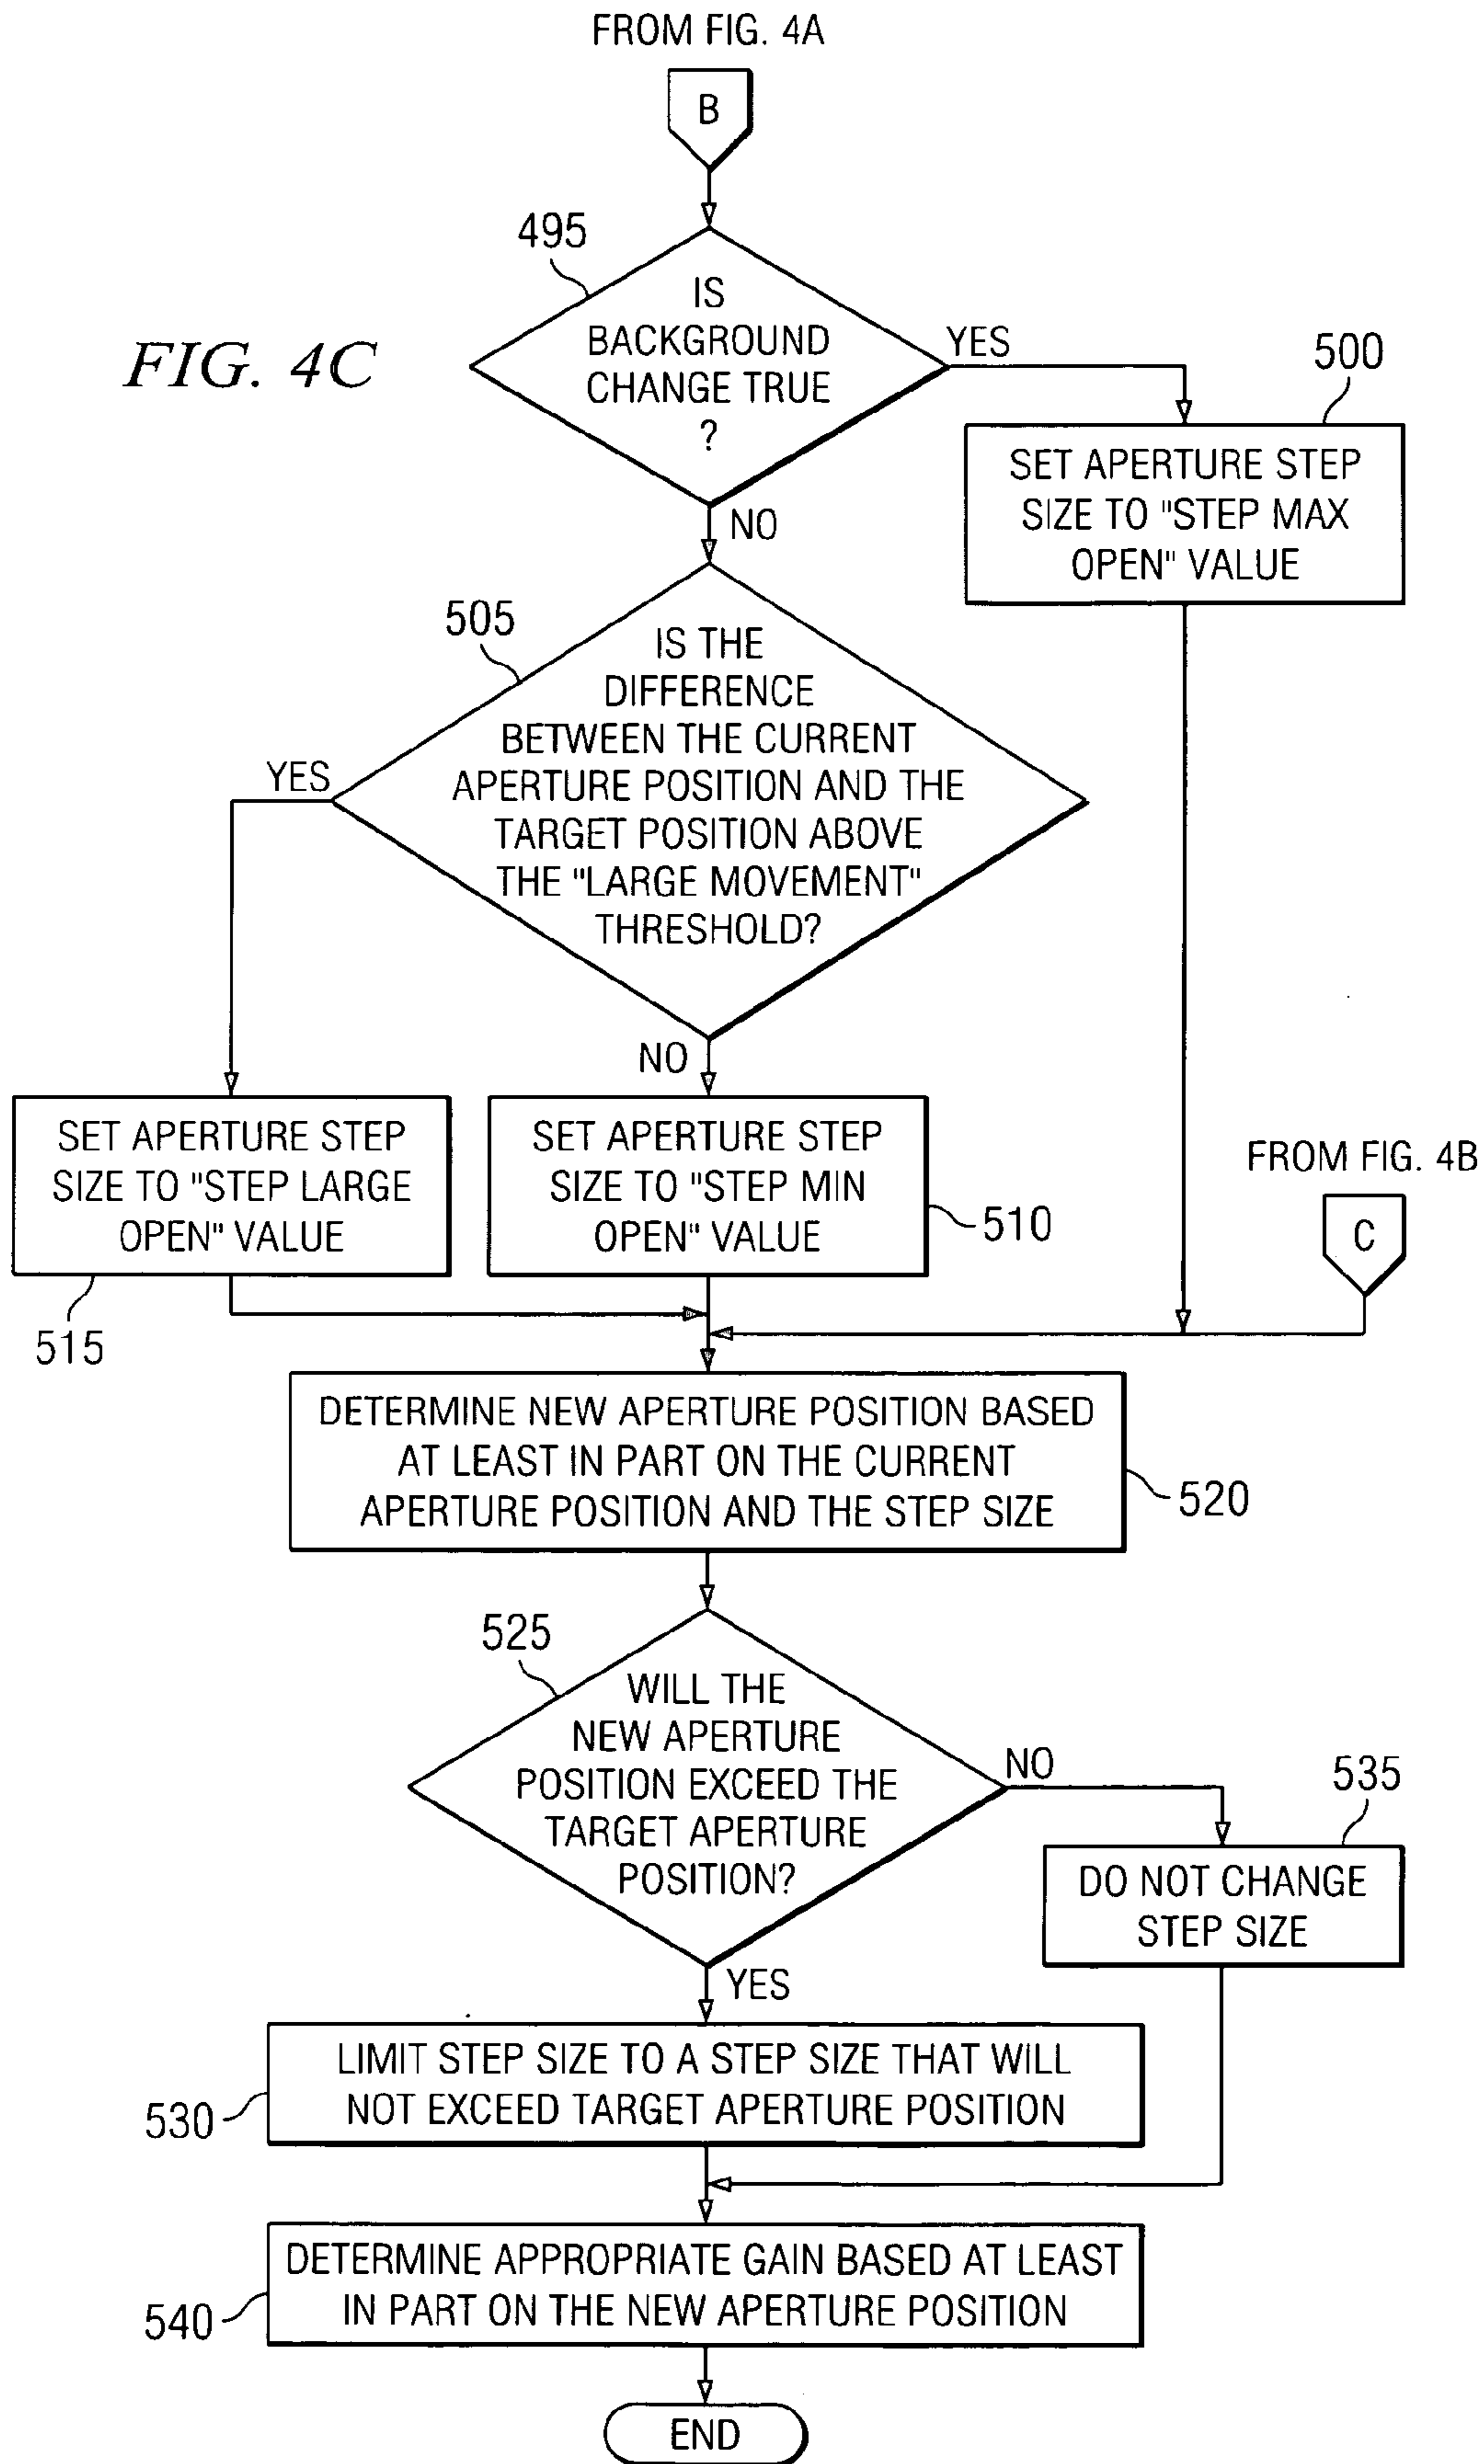 FROM FIG. 4A
B
495
IS
BACKGROUND
CHANGE TRUE
?
YES
NO
FIG. 4C
500
SET APERTURE STEP
SIZE TO "STEP MAX
OPEN" VALUE
505
IS THE
DIFFERENCE
BETWEEN THE CURRENT
APERTURE POSITION AND THE
TARGET POSITION ABOVE
THE "LARGE MOVEMENT"
THRESHOLD?
YES
NO
SET APERTURE STEP
SIZE TO "STEP LARGE
OPEN" VALUE
515
SET APERTURE STEP
SIZE TO "STEP MIN
OPEN" VALUE
510
FROM FIG. 4B
C
DETERMINE NEW APERTURE POSITION BASED
AT LEAST IN PART ON THE CURRENT
APERTURE POSITION AND THE STEP SIZE
520
525
WILL THE
NEW APERTURE
POSITION EXCEED THE
TARGET APERTURE
POSITION?
NO
YES
535
DO NOT CHANGE
STEP SIZE
LIMIT STEP SIZE TO A STEP SIZE THAT WILL
NOT EXCEED TARGET APERTURE POSITION
530
DETERMINE APPROPRIATE GAIN BASED AT LEAST
IN PART ON THE NEW APERTURE POSITION
540
END